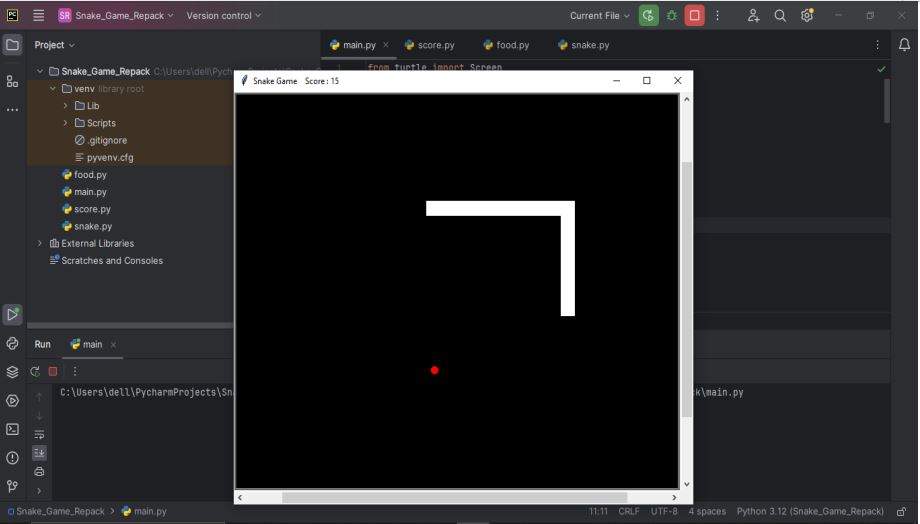 PC SR Snake_Game_Repack Version control Current File
Project main.py score.py food.py snake.py
1 from turtle import Screen
Snake_Game_Repack C:\Users\dell\Pych
Snake Game Score: 15
venv library root
Lib
Scripts
.gitignore
pyvenv.cfg
food.py
main.py
score.py
snake.py
External Libraries
Scratches and Consoles
Run main
C:\Users\dell\PycharmProjects\Sn k\main.py
Snake_Game_Repack > main.py 11:11 CRLF UTF-8 4 spaces Python 3.12 (Snake_Game_Repack)